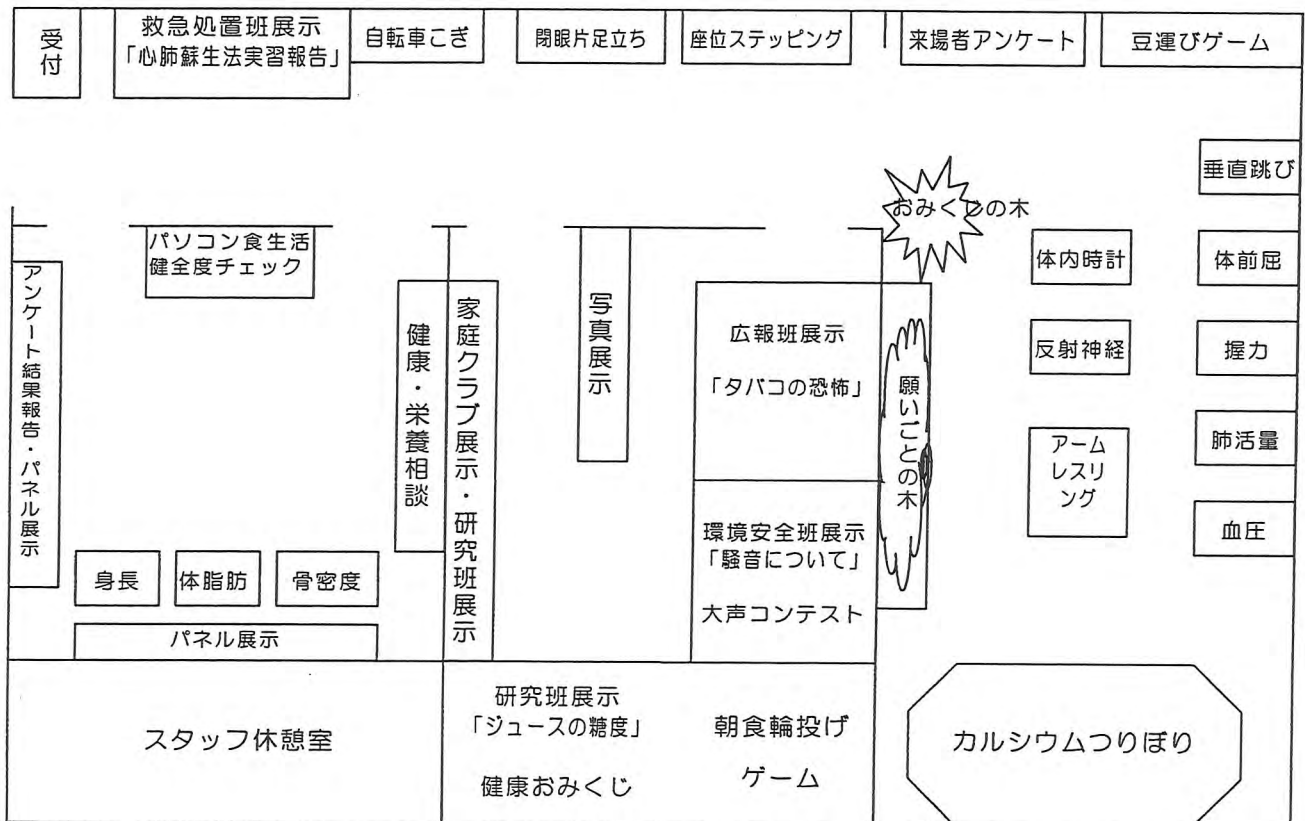 受付
救急処置班展示
「心肺蘇生法実習報告」
自転車こぎ
閉眼片足立ち
座位ステッピング
来場者アンケート
豆運びゲーム
垂直跳び
おみくじの木
パソコン食生活
健全度チェック
体内時計
体前屈
アンケート結果報告・パネル展示
健康・栄養相談
家庭クラブ展示・研究班展示
写真展示
広報班展示
「タバコの恐怖」
願いごとの木
反射神経
握力
アーム
レスリ
ング
肺活量
環境安全班展示
「騒音について」
大声コンテスト
血圧
身長
体脂肪
骨密度
パネル展示
スタッフ休憩室
研究班展示
「ジュースの糖度」
健康おみくじ
朝食輪投げ
ゲーム
カルシウムつりぼり